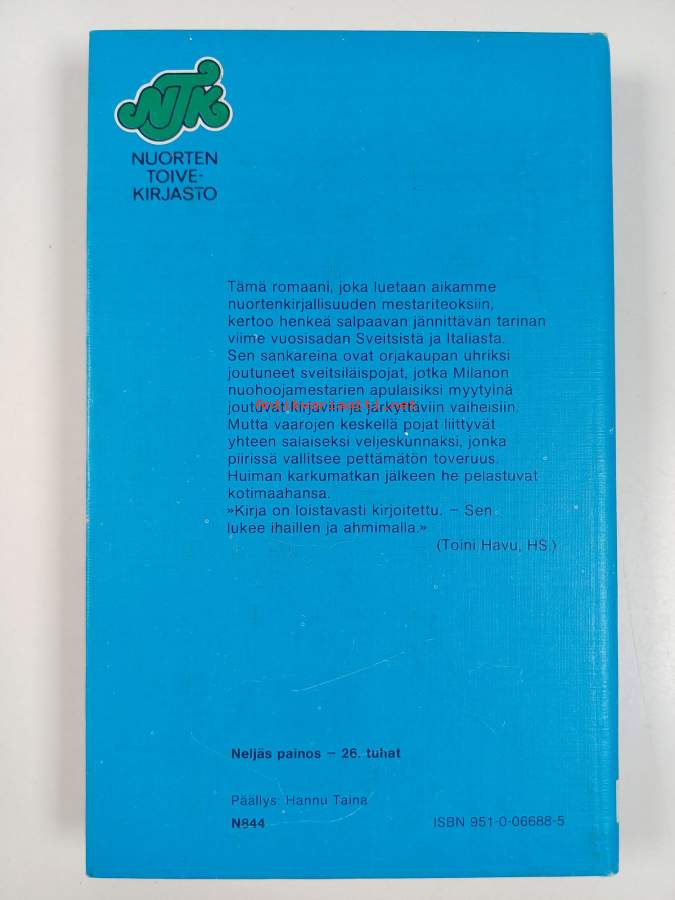 NTK
NUORTEN
TOIVE-
KIRJASTO
Tämä romaani, joka luetaan aikamme
nuortenkirjallisuuden mestariteoksiin,
kertoo henkeä salpaavan jännittävän tarinan
viime vuosisadan Sveitsistä ja Italiasta.
Sen sankareina ovat orjakaupan uhriksi
joutuneet sveitsiläispojat, jotka Milanon
nuohoojamestarien apulaisiksi myytyinä
joutuvat kirjaviin ja järkyttäviin vaiheisiin.
Mutta vaarojen keskellä pojat liittyvät
yhteen salaiseksi veljeskunnaksi, jonka
piirissä vallitsee pettämätön toveruus.
Huiman karkumatkan jälkeen he pelastuvat
kotimaahansa.
»Kirja on loistavasti kirjoitettu. – Sen
lukee ihaillen ja ahmimalla.»
(Toini Havu, HS.)
Neljäs painos – 26. tuhat
Päällys: Hannu Taina
N844 ISBN 951-0-06688-5